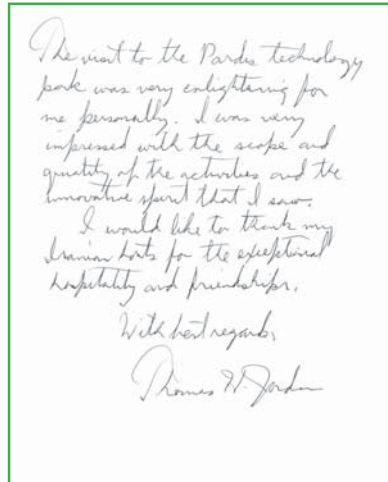 The visit to the Pardis technology
park was very enlightening for
me personally. I was very
impressed with the scope and
quality of the activities and the
innovative spirit that I saw.
I would like to thank my
Iranian hosts for the exceptional
hospitality and friendships.
With best regards,
Thomas W. Jordan